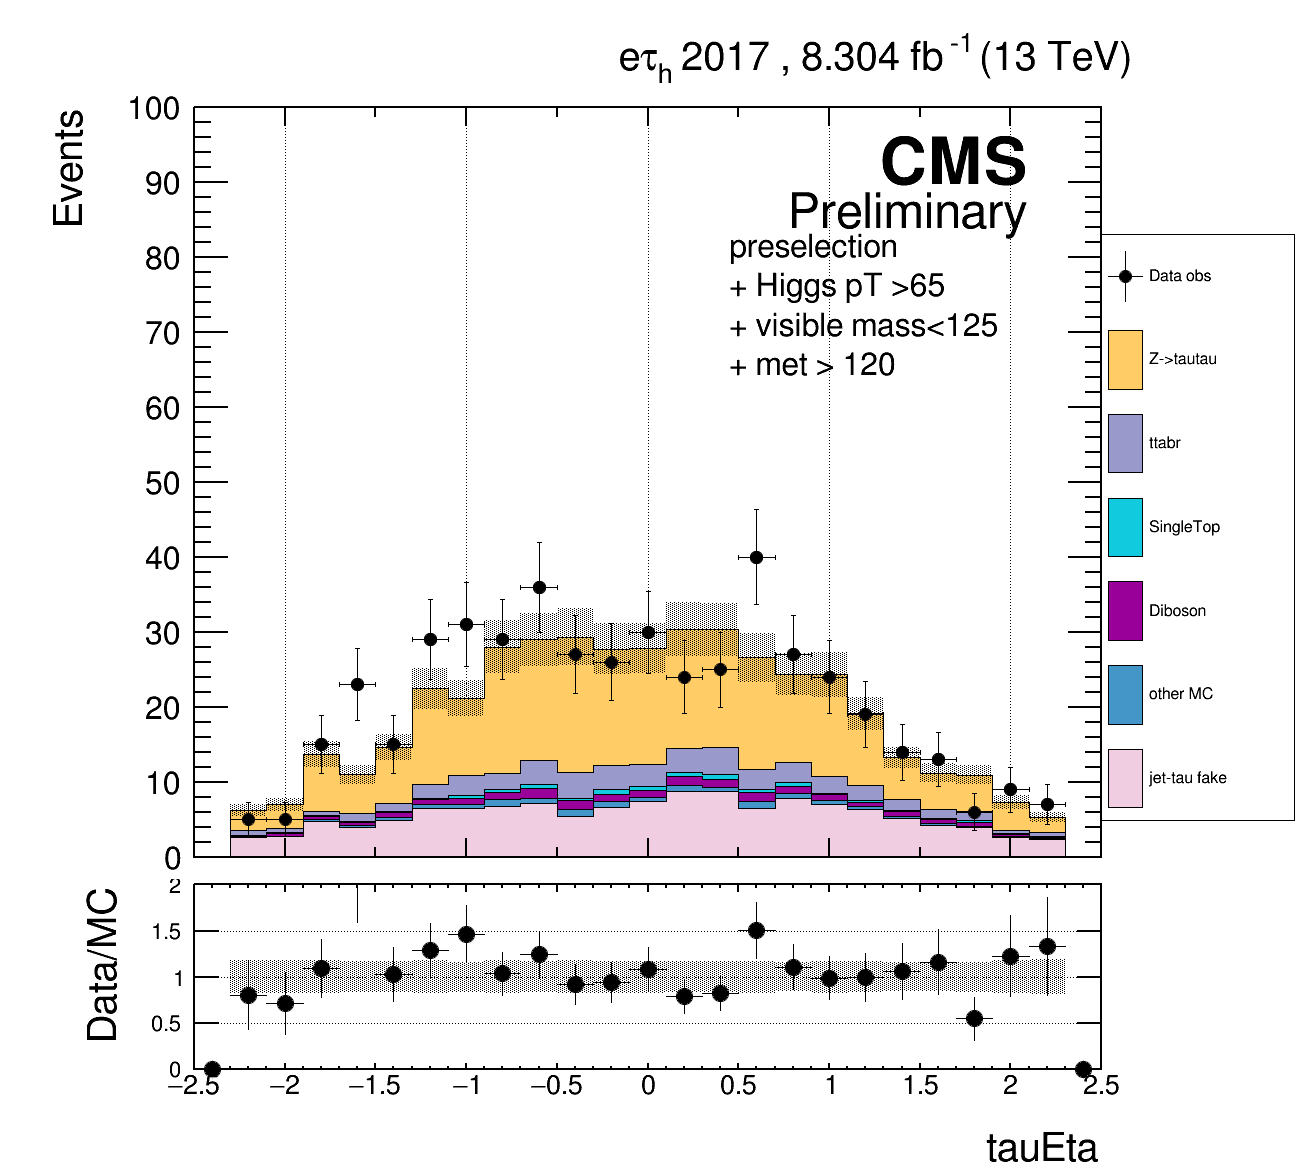 eτh 2017 , 8.304 fb-1 (13 TeV)
Events
100
90
80
70
60
50
40
30
20
10
0
CMS
Preliminary
preselection
+ Higgs pT >65
+ visible mass<125
+ met > 120
Data obs
Z->tautau
ttabr
SingleTop
Diboson
other MC
jet-tau fake
Data/MC
2
1.5
1
0.5
0
−2.5 −2 −1.5 −1 −0.5 0 0.5 1 1.5 2 2.5
tauEta